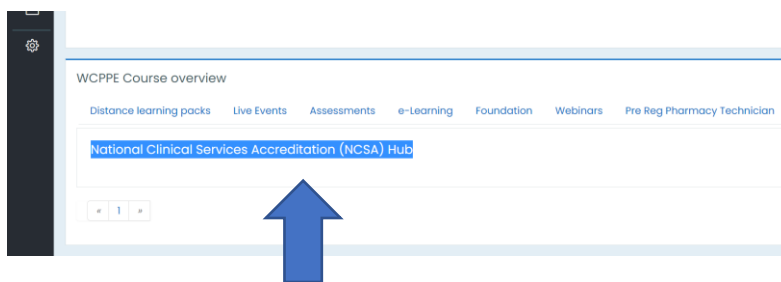 WCPPE Course overview
Distance learning packs Live Events Assessments e-Learning Foundation Webinars Pre Reg Pharmacy Technician
National Clinical Services Accreditation (NCSA) Hub
« 1 »